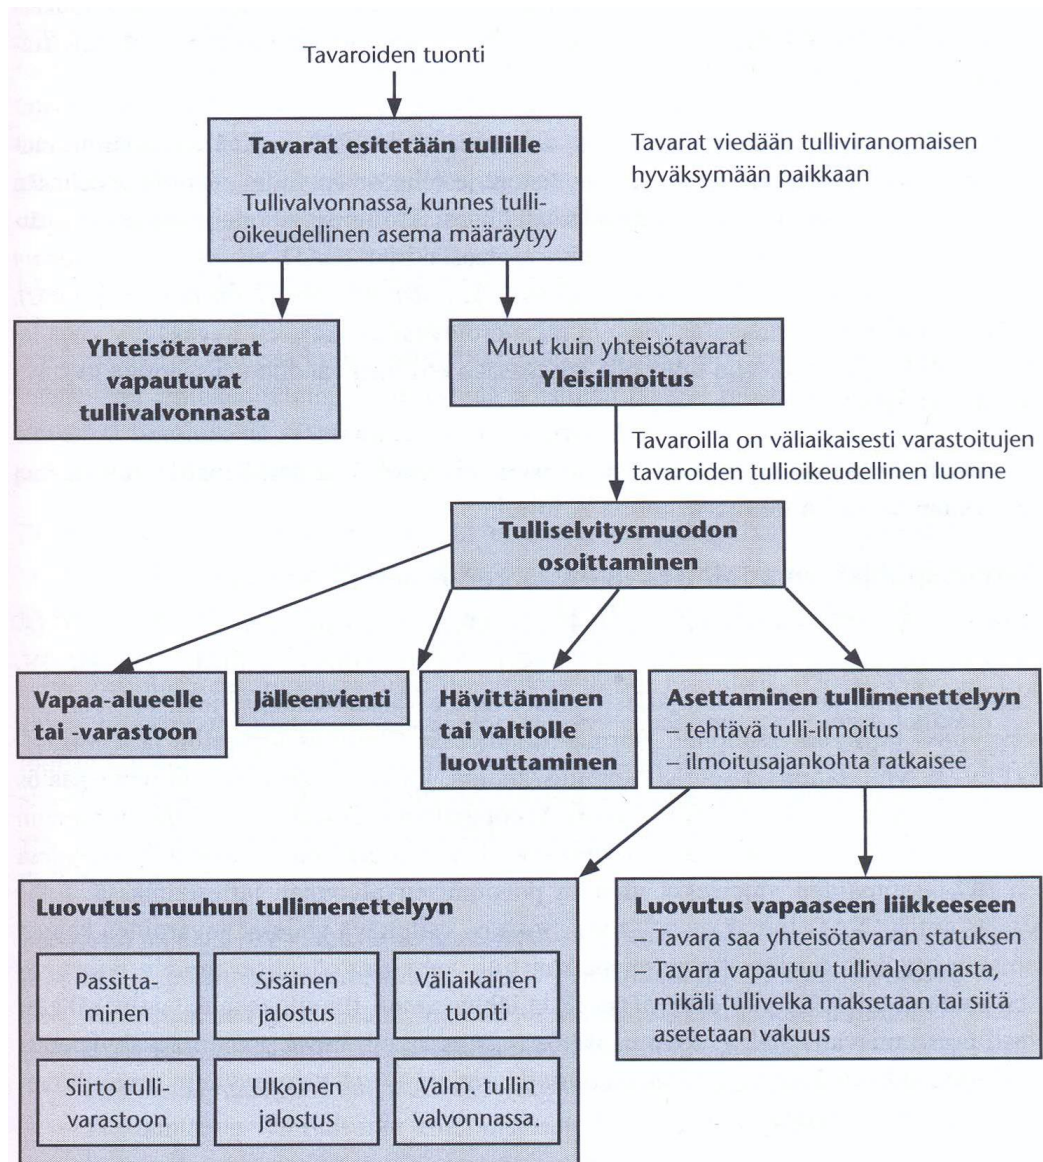 Tavaroiden tuonti
Tavarat esitetään tullille
Tullivalvonnassa, kunnes tulli-
oikeudellinen asema määräytyy
Tavarat viedään tulliviranomaisen
hyväksymään paikkaan
Yhteisötavarat
vapautuvat
tullivalvonnasta
Muut kuin yhteisötavarat
Yleisilmoitus
Tavaroilla on väliaikaisesti varastoitujen
tavaroiden tullioikeudellinen luonne
Tulliselvitysmuodon
osoittaminen
Vapaa-alueelle
tai -varastoon
Jälleenvienti
Hävittäminen
tai valtiolle
luovuttaminen
Asettaminen tullimenettelyyn
– tehtävä tulli-ilmoitus
– ilmoitusajankohta ratkaisee
Luovutus muuhun tullimenettelyyn
Passitta-
minen
Sisäinen
jalostus
Väliaikainen
tuonti
Siirto tulli-
varastoon
Ulkoinen
jalostus
Valm. tullin
valvonnassa.
Luovutus vapaaseen liikkeeseen
– Tavara saa yhteisötavaran statuksen
– Tavara vapautuu tullivalvonnasta,
mikäli tullivelka maksetaan tai siitä
asetetaan vakuus